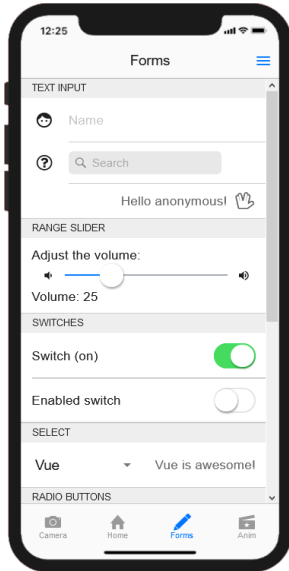 12:25
Forms
TEXT INPUT
Name
Search
Hello anonymous!
RANGE SLIDER
Adjust the volume:
Volume: 25
SWITCHES
Switch (on)
Enabled switch
SELECT
Vue
Vue is awesome!
RADIO BUTTONS
Camera
Home
Forms
Anim